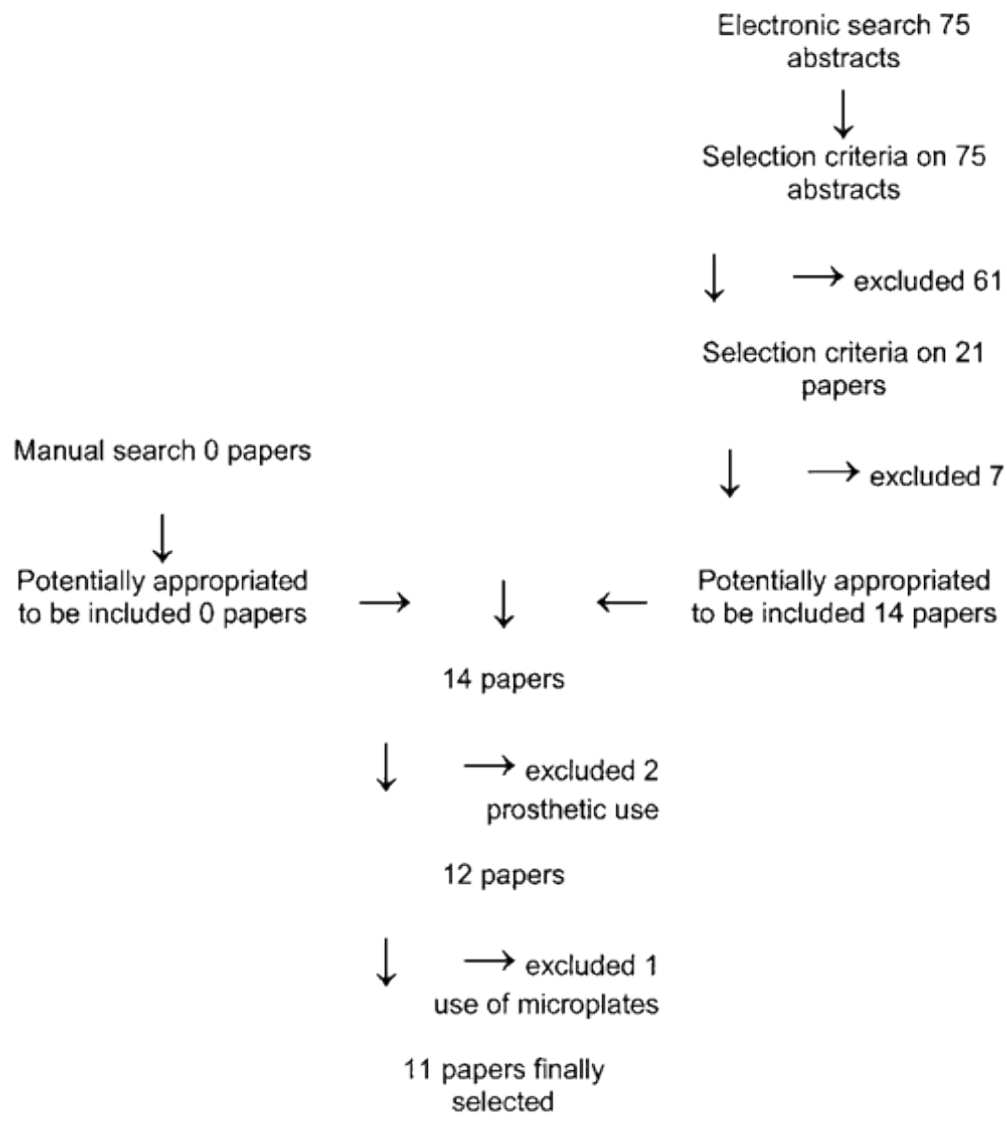 Electronic search 75
abstracts
Selection criteria on 75
abstracts
excluded 61
Selection criteria on 21
papers
excluded 7
Manual search 0 papers
Potentially appropriated
to be included 0 papers
Potentially appropriated
to be included 14 papers
14 papers
excluded 2
prosthetic use
12 papers
excluded 1
use of microplates
11 papers finally
selected